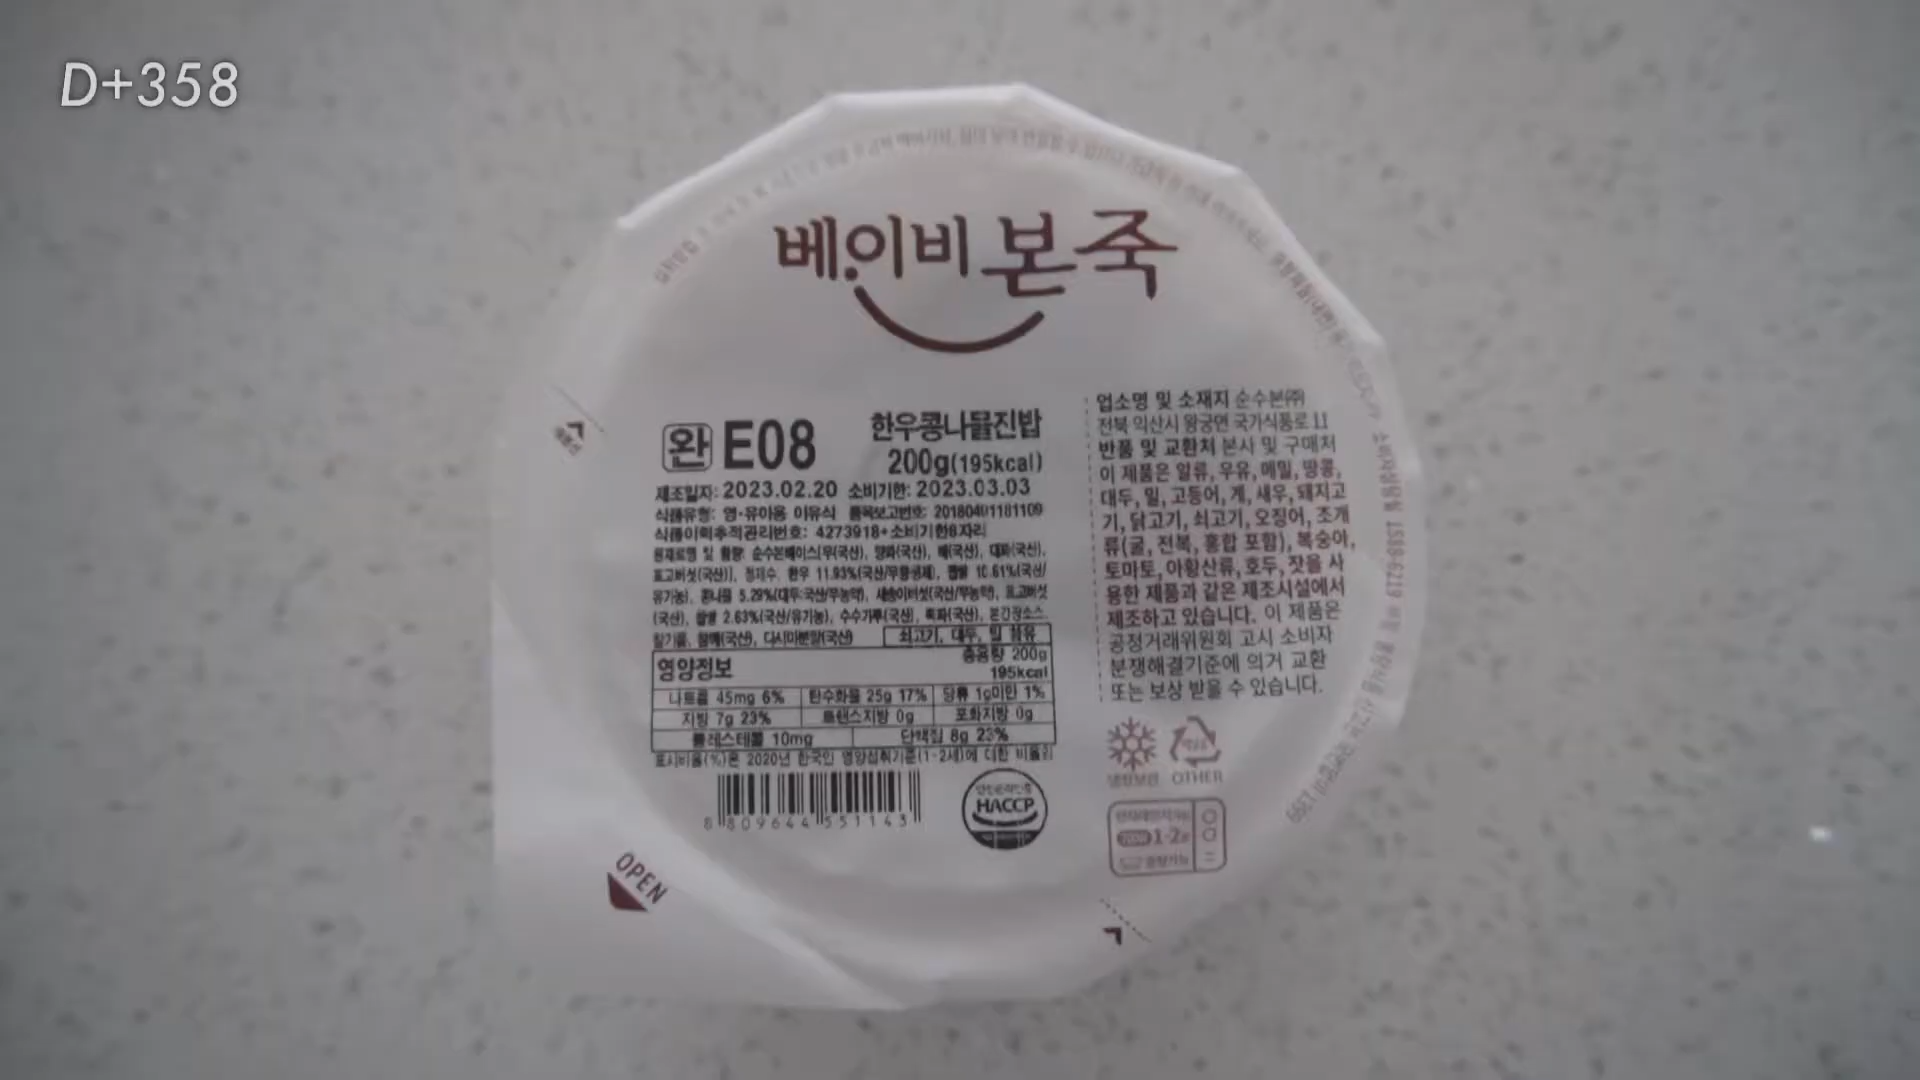 D+358
베이비본죽
완 E08 한우콩나물진밥
200g(195kcal)
제조일자: 2023.02.20 소비기한: 2023.03.03
식품유형: 영·유아용 이유식 품목보고번호: 20180401181109
식품이력추적관리번호: 4273918+소비기한8자리
원재료명 및 함량: 순수본베이스[무(국산), 양파(국산), 배(국산), 대파(국산),
표고버섯(국산)], 정제수, 한우 11.93%(국산/무항생제), 멥쌀 10.61%(국산/
유기농), 콩나물 5.29%(대두:국산/무농약), 새송이버섯(국산/무농약), 표고버섯
(국산), 찹쌀 2.63%(국산/유기농), 수수가루(국산), 쪽파(국산), 본간장소스,
참기름, 참깨(국산), 다시마분말(국산) 쇠고기, 대두, 밀 함유
영양정보 총용량 200g
195kcal
나트륨 45mg 6% 탄수화물 25g 17% 당류 1g미만 1%
지방 7g 23% 트랜스지방 0g 포화지방 0g
콜레스테롤 10mg 단백질 8g 23%
표시비율(%)은 2020년 한국인 영양섭취기준(1-2세)에 대한 비율임
8 809644 551143
HACCP
OPEN
업소명 및 소재지 순수본㈜
전북 익산시 왕궁면 국가식품로 11
반품 및 교환처 본사 및 구매처
이 제품은 알류, 우유, 메밀, 땅콩,
대두, 밀, 고등어, 게, 새우, 돼지고
기, 닭고기, 쇠고기, 오징어, 조개
류(굴, 전복, 홍합 포함), 복숭아,
토마토, 아황산류, 호두, 잣을 사
용한 제품과 같은 제조시설에서
제조하고 있습니다. 이 제품은
공정거래위원회 고시 소비자
분쟁해결기준에 의거 교환
또는 보상 받을 수 있습니다.
냉장보관 OTHER
700W 1-2분